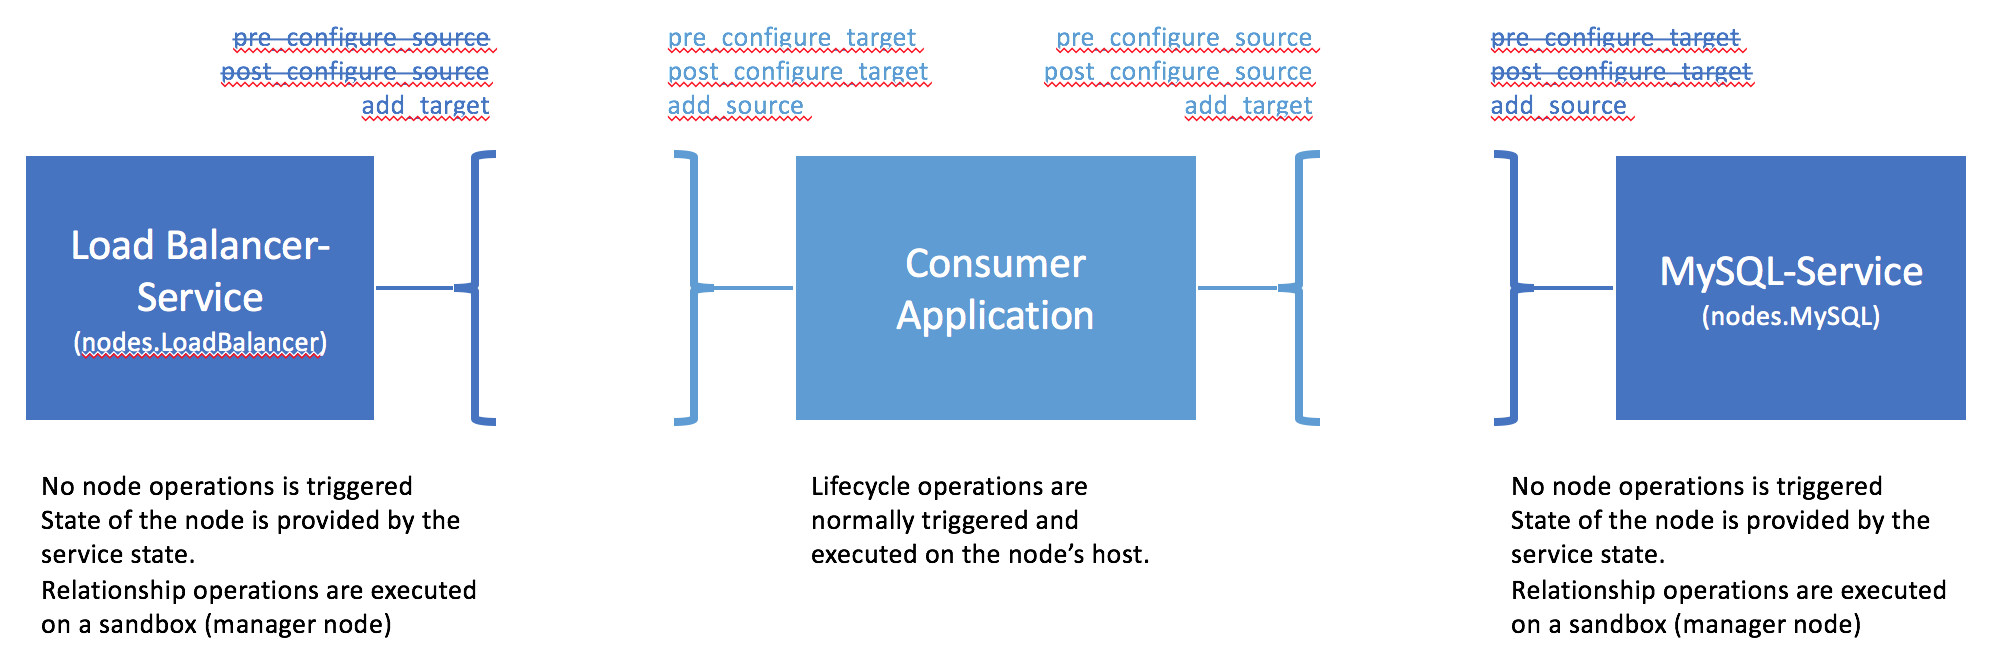 pre_configure_source
post_configure_source
add_target
pre_configure_target
post_configure_target
add_source
pre_configure_source
post_configure_source
add_target
pre_configure_target
post_configure_target
add_source
Load Balancer-
Service
(nodes.LoadBalancer)
Consumer
Application
MySQL-Service
(nodes.MySQL)
No node operations is triggered
State of the node is provided by the
service state.
Relationship operations are executed
on a sandbox (manager node)
Lifecycle operations are
normally triggered and
executed on the node’s host.
No node operations is triggered
State of the node is provided by the
service state.
Relationship operations are executed
on a sandbox (manager node)